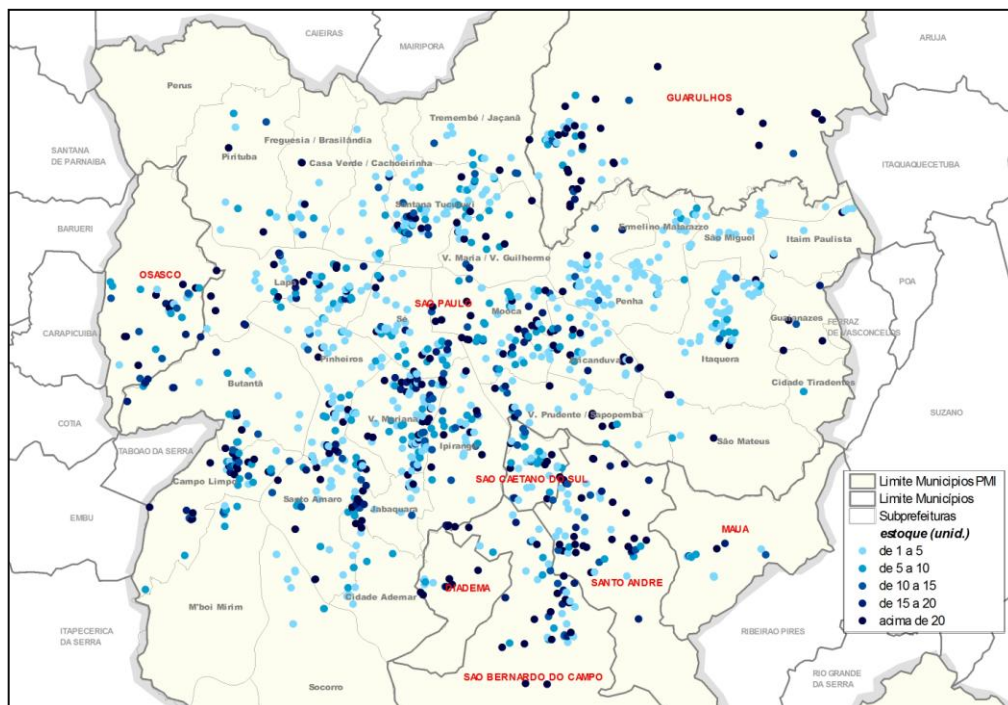 CAIEIRAS
MAIRIPORA
ARUJA
Perus
GUARULHOS
Tremembé / Jaçanã
Freguesia / Brasilândia
SANTANA
DE PARNAIBA
Pirituba
Casa Verde / Cachoeirinha
ITAQUAQUECETUBA
Santana Tucuruvi
Ermelino Matarazzo
São Miguel
Itaim Paulista
BARUERI
V. Maria / V. Guilherme
OSASCO
Lapa
POA
SAO PAULO
Penha
Mooca
Sé
Guaianazes
FERRAZ
DE VASCONCELOS
CARAPICUIBA
Pinheiros
Aricanduva
Itaquera
Butantã
Cidade Tiradentes
COTIA
V. Mariana
V. Prudente / Sapopemba
SUZANO
Ipiranga
São Mateus
TABOAO DA SERRA
Campo Limpo
SAO CAETANO DO SUL
Santo Amaro
Jabaquara
EMBU
MAUA
DIADEMA
SANTO ANDRE
Cidade Ademar
M'boi Mirim
ITAPECERICA
DA SERRA
RIBEIRAO PIRES
SAO BERNARDO DO CAMPO
Socorro
RIO GRANDE
DA SERRA
Limite Municipios PMI
Limite Municípios
Subprefeituras
estoque (unid.)
de 1 a 5
de 5 a 10
de 10 a 15
de 15 a 20
acima de 20